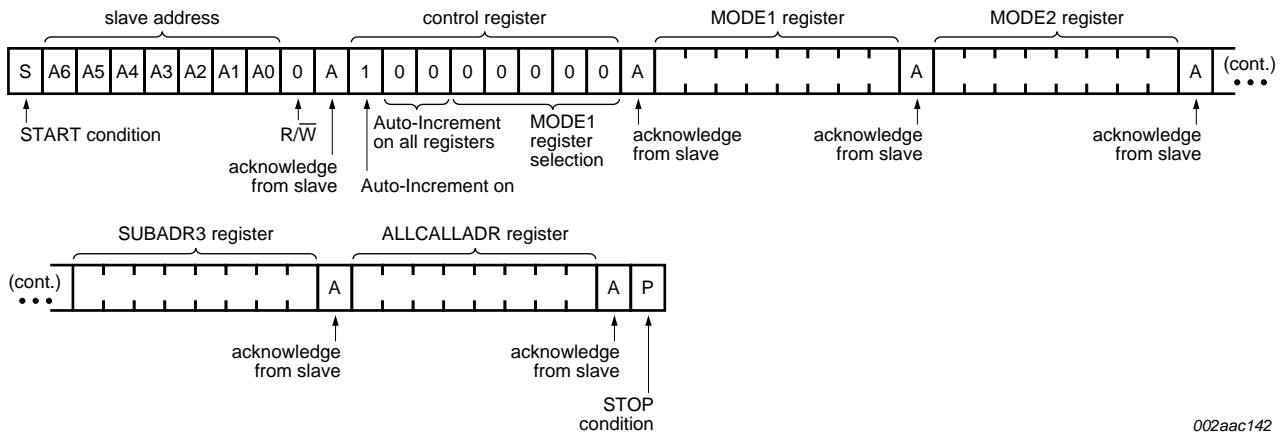 slave address control register MODE1 register MODE2 register
S A6 A5 A4 A3 A2 A1 A0 0 A 1 0 0 0 0 0 0 0 A A A (cont.)
START condition R/W̅ Auto-Increment MODE1 acknowledge acknowledge acknowledge
on all registers register from slave from slave from slave
acknowledge selection
from slave Auto-Increment on
SUBADR3 register ALLCALLADR register
(cont.) A A P
acknowledge acknowledge
from slave from slave
STOP
condition
002aac142